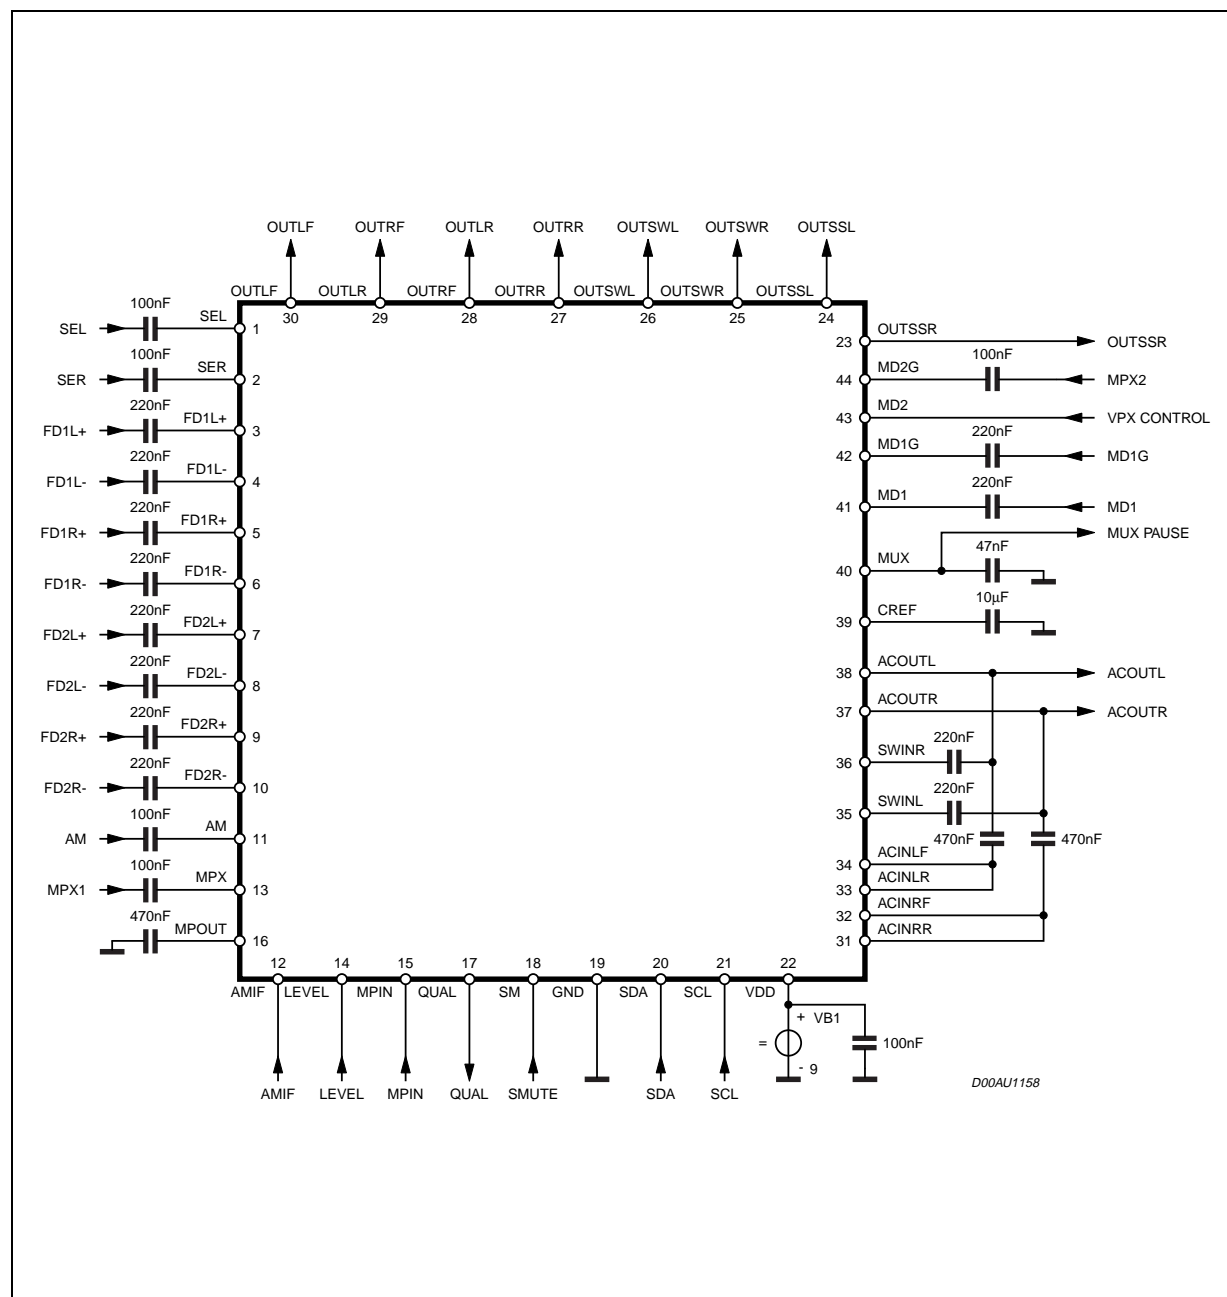 OUTLF OUTRF OUTLR OUTRR OUTSWL OUTSWR OUTSSL
OUTLF OUTLR OUTRF OUTRR OUTSWL OUTSWR OUTSSL
30 29 28 27 26 25 24
100nF
SEL SEL 1
100nF
SER SER 2
220nF
FD1L+ FD1L+ 3
220nF
FD1L- FD1L- 4
220nF
FD1R+ FD1R+ 5
220nF
FD1R- FD1R- 6
220nF
FD2L+ FD2L+ 7
220nF
FD2L- FD2L- 8
220nF
FD2R+ FD2R+ 9
220nF
FD2R- FD2R- 10
100nF
AM AM 11
100nF
MPX1 MPX 13
470nF
MPOUT 16
23 OUTSSR OUTSSR
100nF
44 MD2G MPX2
43 MD2 VPX CONTROL
220nF
42 MD1G MD1G
220nF
41 MD1 MD1
MUX PAUSE
47nF
40 MUX
10µF
39 CREF
38 ACOUTL ACOUTL
37 ACOUTR ACOUTR
220nF
36 SWINR
220nF
35 SWINL
470nF 470nF
34 ACINLF
33 ACINLR
32 ACINRF
31 ACINRR
12 14 15 17 18 19 20 21 22
AMIF LEVEL MPIN QUAL SM GND SDA SCL VDD
+ VB1
= 100nF
- 9
AMIF LEVEL MPIN QUAL SMUTE SDA SCL
D00AU1158